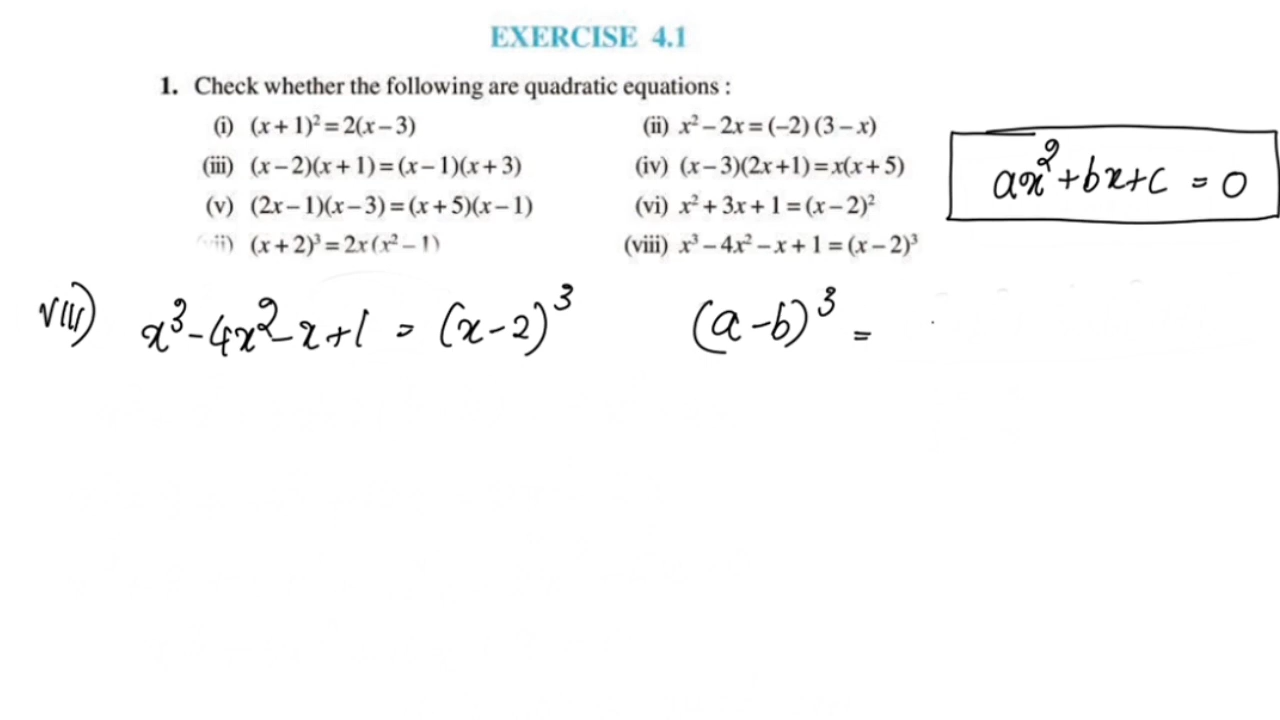 EXERCISE 4.1
1. Check whether the following are quadratic equations :
(i) (x + 1)² = 2(x – 3) (ii) x² – 2x = (–2) (3 – x)
(iii) (x – 2)(x + 1) = (x – 1)(x + 3) (iv) (x – 3)(2x +1) = x(x + 5)
(v) (2x – 1)(x – 3) = (x + 5)(x – 1) (vi) x² + 3x + 1 = (x – 2)²
(vii) (x + 2)³ = 2x (x² – 1) (viii) x³ – 4x² – x + 1 = (x – 2)³
ax²+bx+c = 0
viii) x³-4x²-x+1 = (x-2)³ (a-b)³ =